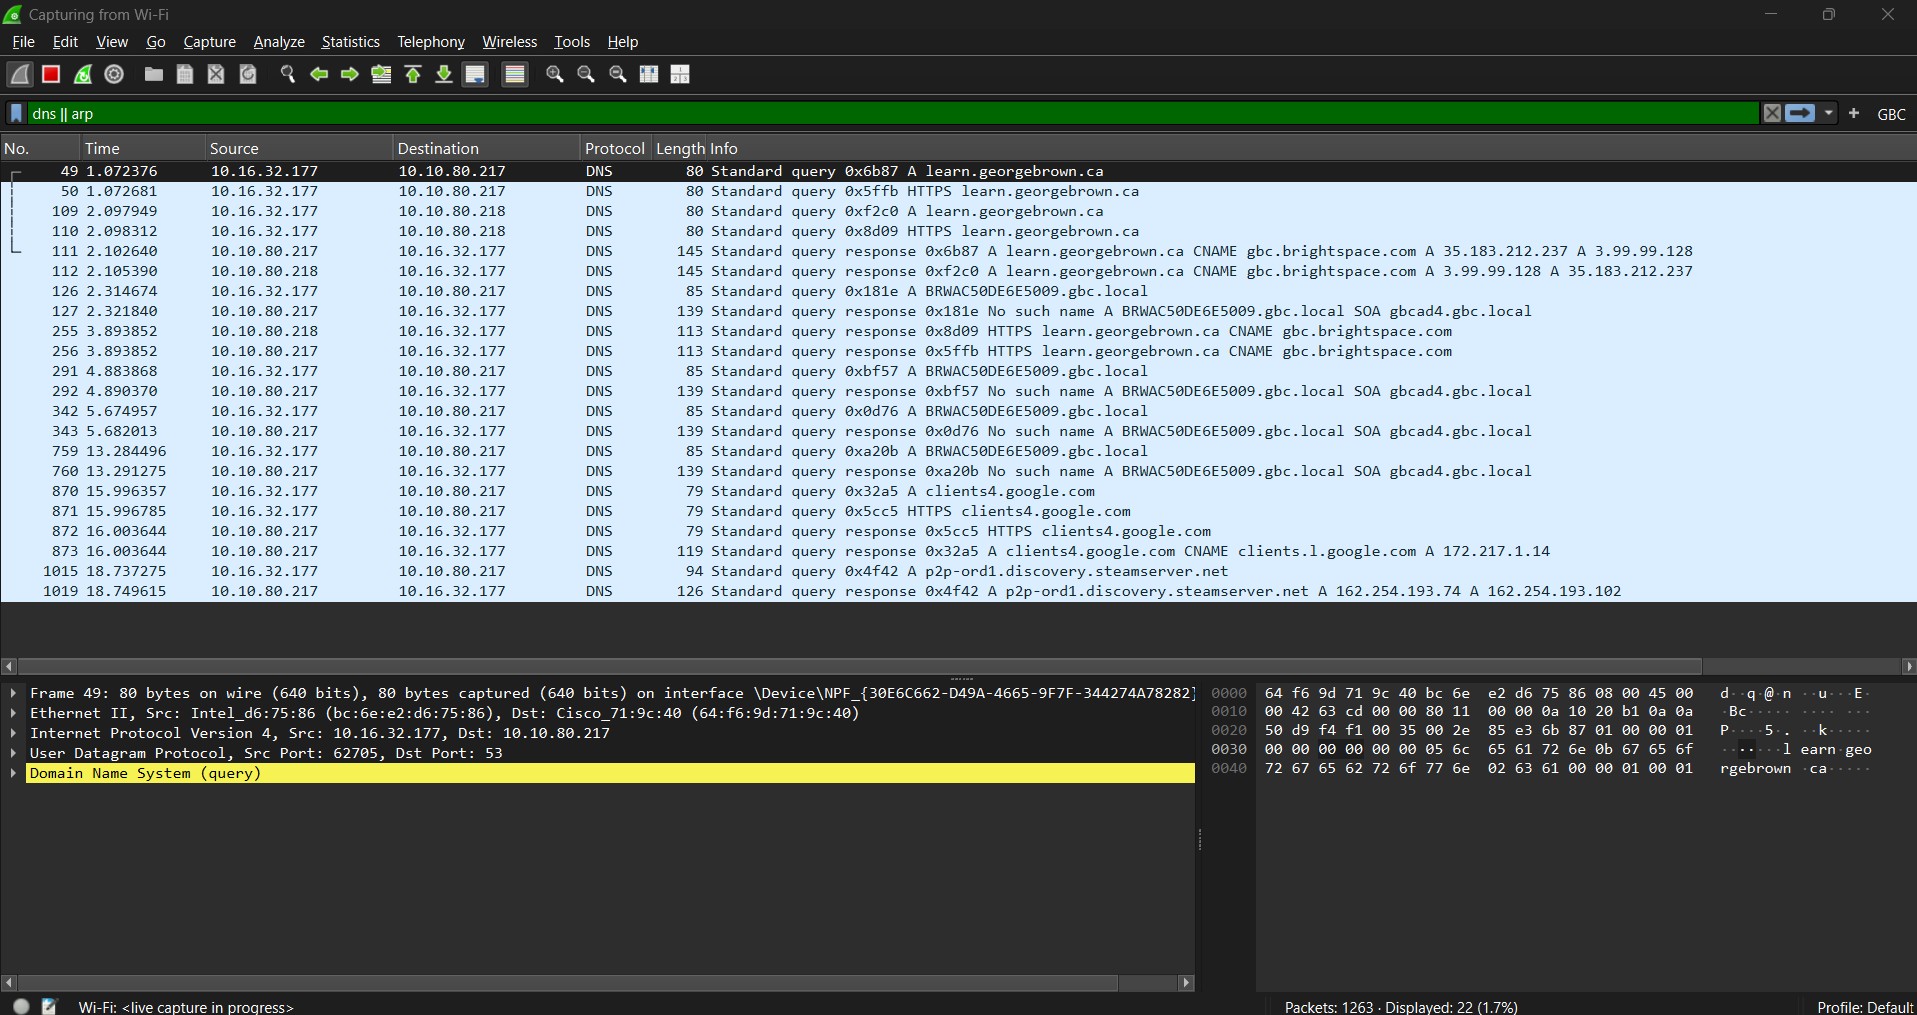 Capturing from Wi-Fi
File Edit View Go Capture Analyze Statistics Telephony Wireless Tools Help
dns || arp
GBC
No. Time Source Destination Protocol Length Info
49 1.072376 10.16.32.177 10.10.80.217 DNS 80 Standard query 0x6b87 A learn.georgebrown.ca
50 1.072681 10.16.32.177 10.10.80.217 DNS 80 Standard query 0x5ffb HTTPS learn.georgebrown.ca
109 2.097949 10.16.32.177 10.10.80.218 DNS 80 Standard query 0xf2c0 A learn.georgebrown.ca
110 2.098312 10.16.32.177 10.10.80.218 DNS 80 Standard query 0x8d09 HTTPS learn.georgebrown.ca
111 2.102640 10.10.80.217 10.16.32.177 DNS 145 Standard query response 0x6b87 A learn.georgebrown.ca CNAME gbc.brightspace.com A 35.183.212.237 A 3.99.99.128
112 2.105390 10.10.80.218 10.16.32.177 DNS 145 Standard query response 0xf2c0 A learn.georgebrown.ca CNAME gbc.brightspace.com A 3.99.99.128 A 35.183.212.237
126 2.314674 10.16.32.177 10.10.80.217 DNS 85 Standard query 0x181e A BRWAC50DE6E5009.gbc.local
127 2.321840 10.10.80.217 10.16.32.177 DNS 139 Standard query response 0x181e No such name A BRWAC50DE6E5009.gbc.local SOA gbcad4.gbc.local
255 3.893852 10.10.80.218 10.16.32.177 DNS 113 Standard query response 0x8d09 HTTPS learn.georgebrown.ca CNAME gbc.brightspace.com
256 3.893852 10.10.80.217 10.16.32.177 DNS 113 Standard query response 0x5ffb HTTPS learn.georgebrown.ca CNAME gbc.brightspace.com
291 4.883868 10.16.32.177 10.10.80.217 DNS 85 Standard query 0xbf57 A BRWAC50DE6E5009.gbc.local
292 4.890370 10.10.80.217 10.16.32.177 DNS 139 Standard query response 0xbf57 No such name A BRWAC50DE6E5009.gbc.local SOA gbcad4.gbc.local
342 5.674957 10.16.32.177 10.10.80.217 DNS 85 Standard query 0x0d76 A BRWAC50DE6E5009.gbc.local
343 5.682013 10.10.80.217 10.16.32.177 DNS 139 Standard query response 0x0d76 No such name A BRWAC50DE6E5009.gbc.local SOA gbcad4.gbc.local
759 13.284496 10.16.32.177 10.10.80.217 DNS 85 Standard query 0xa20b A BRWAC50DE6E5009.gbc.local
760 13.291275 10.10.80.217 10.16.32.177 DNS 139 Standard query response 0xa20b No such name A BRWAC50DE6E5009.gbc.local SOA gbcad4.gbc.local
870 15.996357 10.16.32.177 10.10.80.217 DNS 79 Standard query 0x32a5 A clients4.google.com
871 15.996785 10.16.32.177 10.10.80.217 DNS 79 Standard query 0x5cc5 HTTPS clients4.google.com
872 16.003644 10.10.80.217 10.16.32.177 DNS 79 Standard query response 0x5cc5 HTTPS clients4.google.com
873 16.003644 10.10.80.217 10.16.32.177 DNS 119 Standard query response 0x32a5 A clients4.google.com CNAME clients.l.google.com A 172.217.1.14
1015 18.737275 10.16.32.177 10.10.80.217 DNS 94 Standard query 0x4f42 A p2p-ord1.discovery.steamserver.net
1019 18.749615 10.10.80.217 10.16.32.177 DNS 126 Standard query response 0x4f42 A p2p-ord1.discovery.steamserver.net A 162.254.193.74 A 162.254.193.102
Frame 49: 80 bytes on wire (640 bits), 80 bytes captured (640 bits) on interface \Device\NPF_{30E6C662-D49A-4665-9F7F-344274A78282}
Ethernet II, Src: Intel_d6:75:86 (bc:6e:e2:d6:75:86), Dst: Cisco_71:9c:40 (64:f6:9d:71:9c:40)
Internet Protocol Version 4, Src: 10.16.32.177, Dst: 10.10.80.217
User Datagram Protocol, Src Port: 62705, Dst Port: 53
Domain Name System (query)
0000 64 f6 9d 71 9c 40 bc 6e e2 d6 75 86 08 00 45 00 d··q·@·n ··u···E·
0010 00 42 63 cd 00 00 80 11 00 00 0a 10 20 b1 0a 0a ·Bc····· ···· ···
0020 50 d9 f4 f1 00 35 00 2e 85 e3 6b 87 01 00 00 01 P····5·. ··k·····
0030 00 00 00 00 00 00 05 6c 65 61 72 6e 0b 67 65 6f ·······l earn·geo
0040 72 67 65 62 72 6f 77 6e 02 63 61 00 00 01 00 01 rgebrown ·ca·····
Wi-Fi: <live capture in progress>
Packets: 1263 · Displayed: 22 (1.7%)
Profile: Default